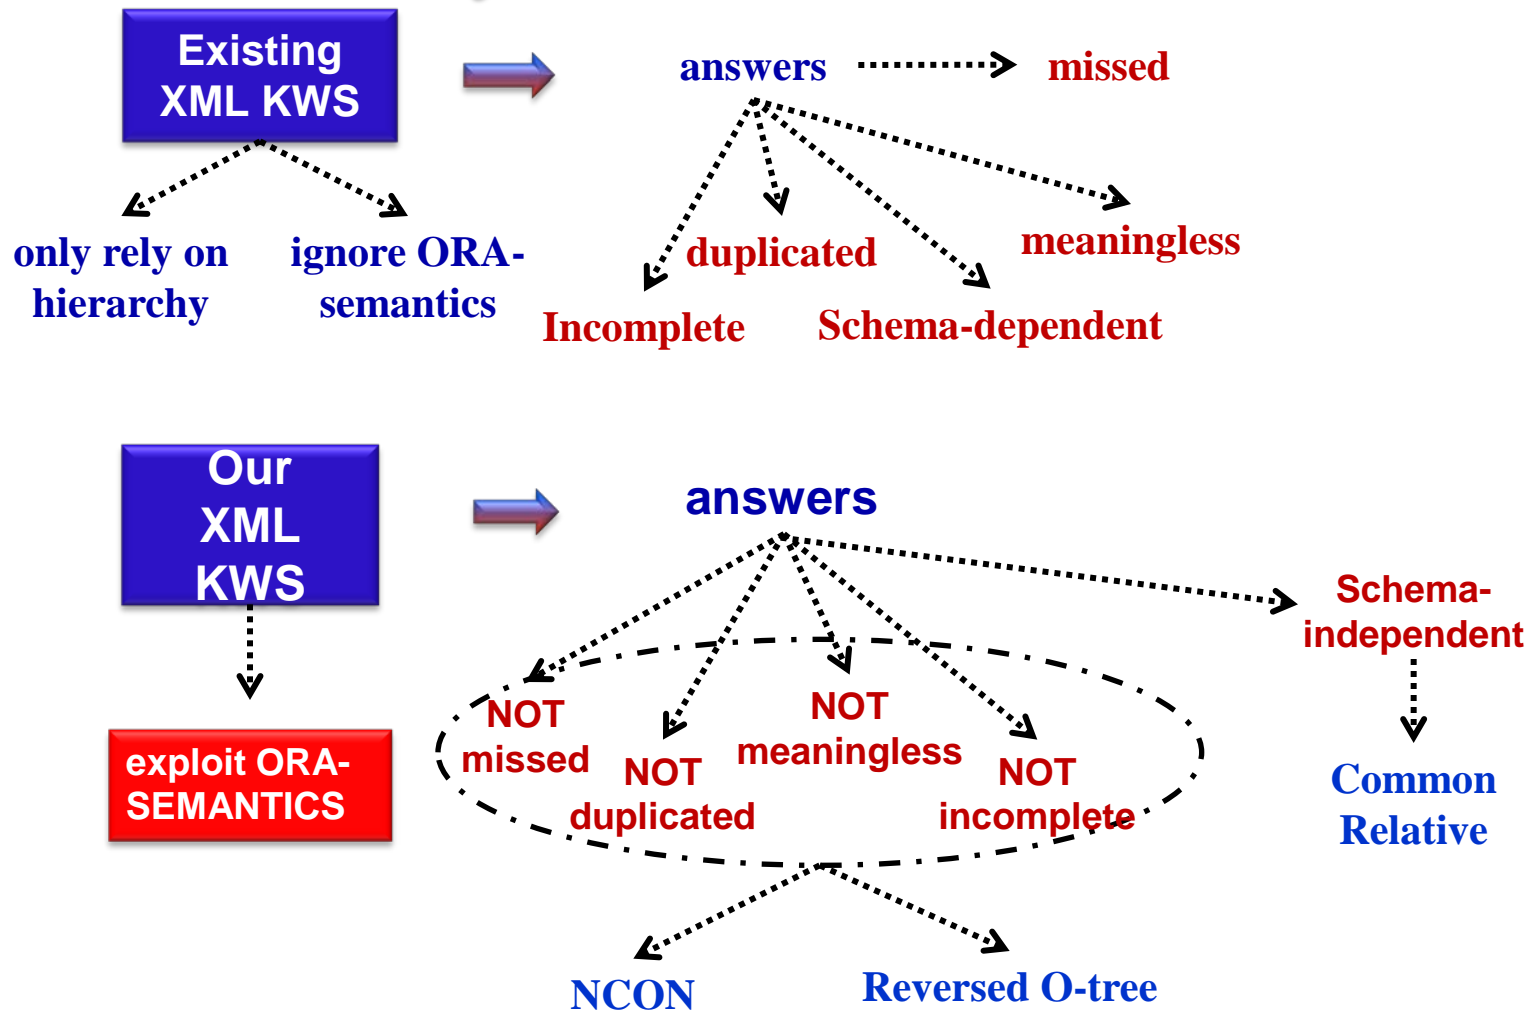 Existing
XML KWS
answers
missed
only rely on
hierarchy
ignore ORA-
semantics
duplicated
meaningless
Incomplete
Schema-dependent
Our
XML
KWS
answers
exploit ORA-
SEMANTICS
NOT
missed
NOT
duplicated
NOT
meaningless
NOT
incomplete
Schema-
independent
Common
Relative
NCON
Reversed O-tree